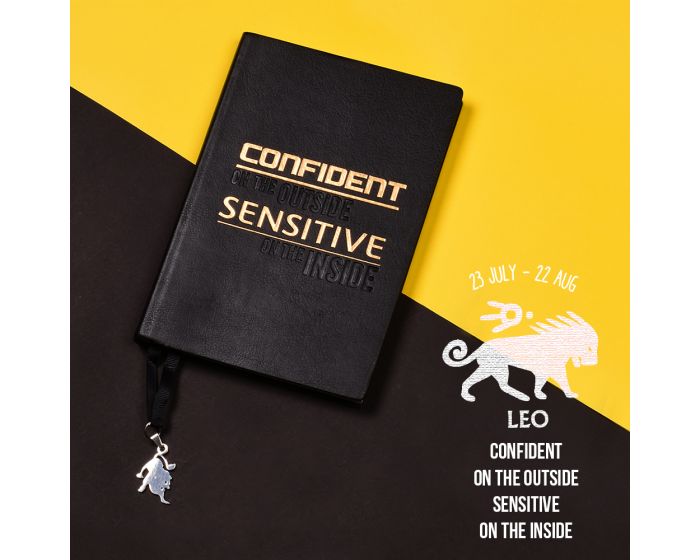 CONFIDENT
ON THE OUTSIDE
SENSITIVE
ON THE INSIDE
23 JULY - 22 AUG
LEO
CONFIDENT
ON THE OUTSIDE
SENSITIVE
ON THE INSIDE